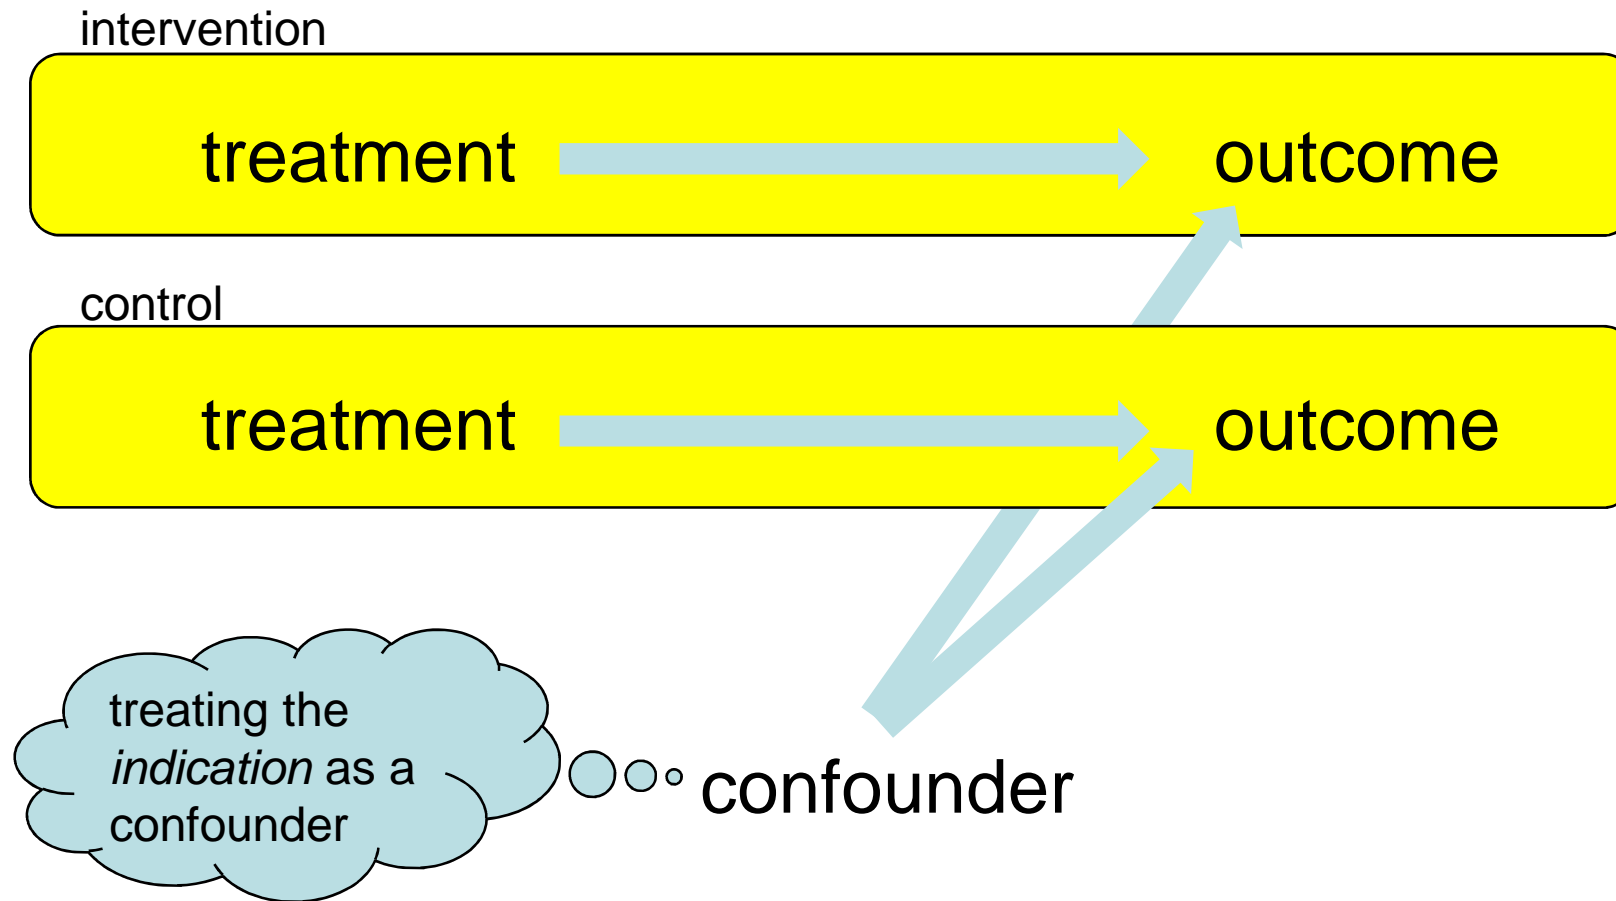 intervention
treatment outcome
control
treatment outcome
treating the
indication as a
confounder
confounder